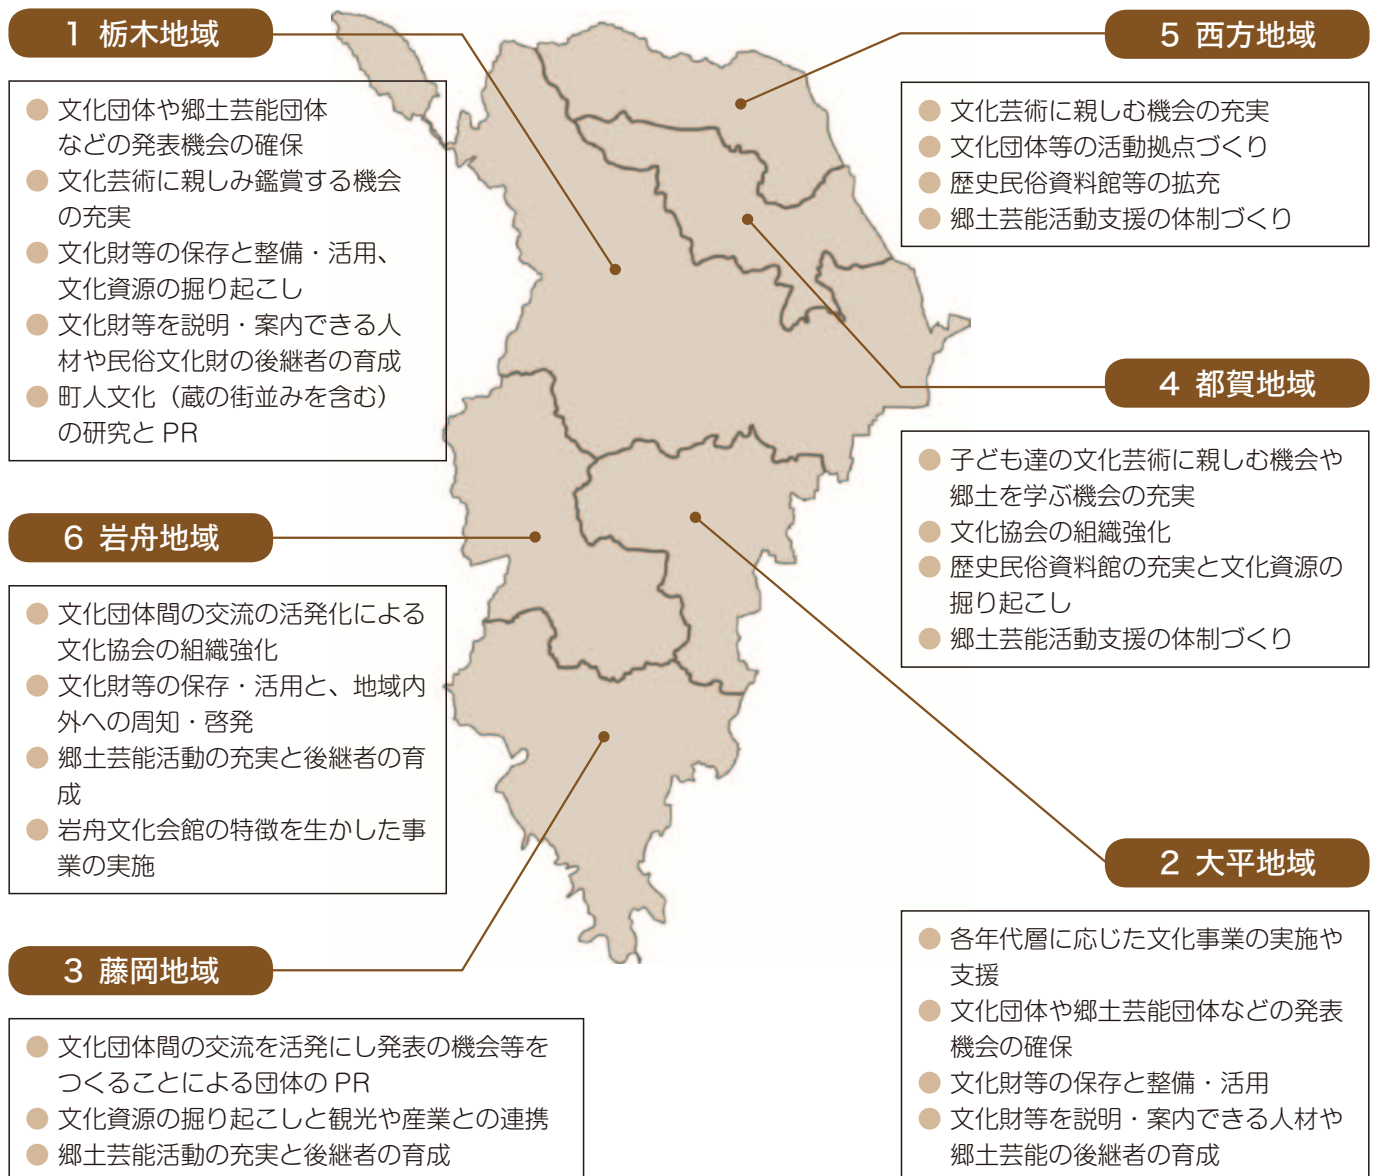 1 栃木地域
● 文化団体や郷土芸能団体
などの発表機会の確保
● 文化芸術に親しみ鑑賞する機会
の充実
● 文化財等の保存と整備・活用、
文化資源の掘り起こし
● 文化財等を説明・案内できる人
材や民俗文化財の後継者の育成
● 町人文化（蔵の街並みを含む）
の研究と PR
5 西方地域
● 文化芸術に親しむ機会の充実
● 文化団体等の活動拠点づくり
● 歴史民俗資料館等の拡充
● 郷土芸能活動支援の体制づくり
4 都賀地域
● 子ども達の文化芸術に親しむ機会や
郷土を学ぶ機会の充実
● 文化協会の組織強化
● 歴史民俗資料館の充実と文化資源の
掘り起こし
● 郷土芸能活動支援の体制づくり
6 岩舟地域
● 文化団体間の交流の活発化による
文化協会の組織強化
● 文化財等の保存・活用と、地域内
外への周知・啓発
● 郷土芸能活動の充実と後継者の育
成
● 岩舟文化会館の特徴を生かした事
業の実施
2 大平地域
● 各年代層に応じた文化事業の実施や
支援
● 文化団体や郷土芸能団体などの発表
機会の確保
● 文化財等の保存と整備・活用
● 文化財等を説明・案内できる人材や
郷土芸能の後継者の育成
3 藤岡地域
● 文化団体間の交流を活発にし発表の機会等を
つくることによる団体の PR
● 文化資源の掘り起こしと観光や産業との連携
● 郷土芸能活動の充実と後継者の育成